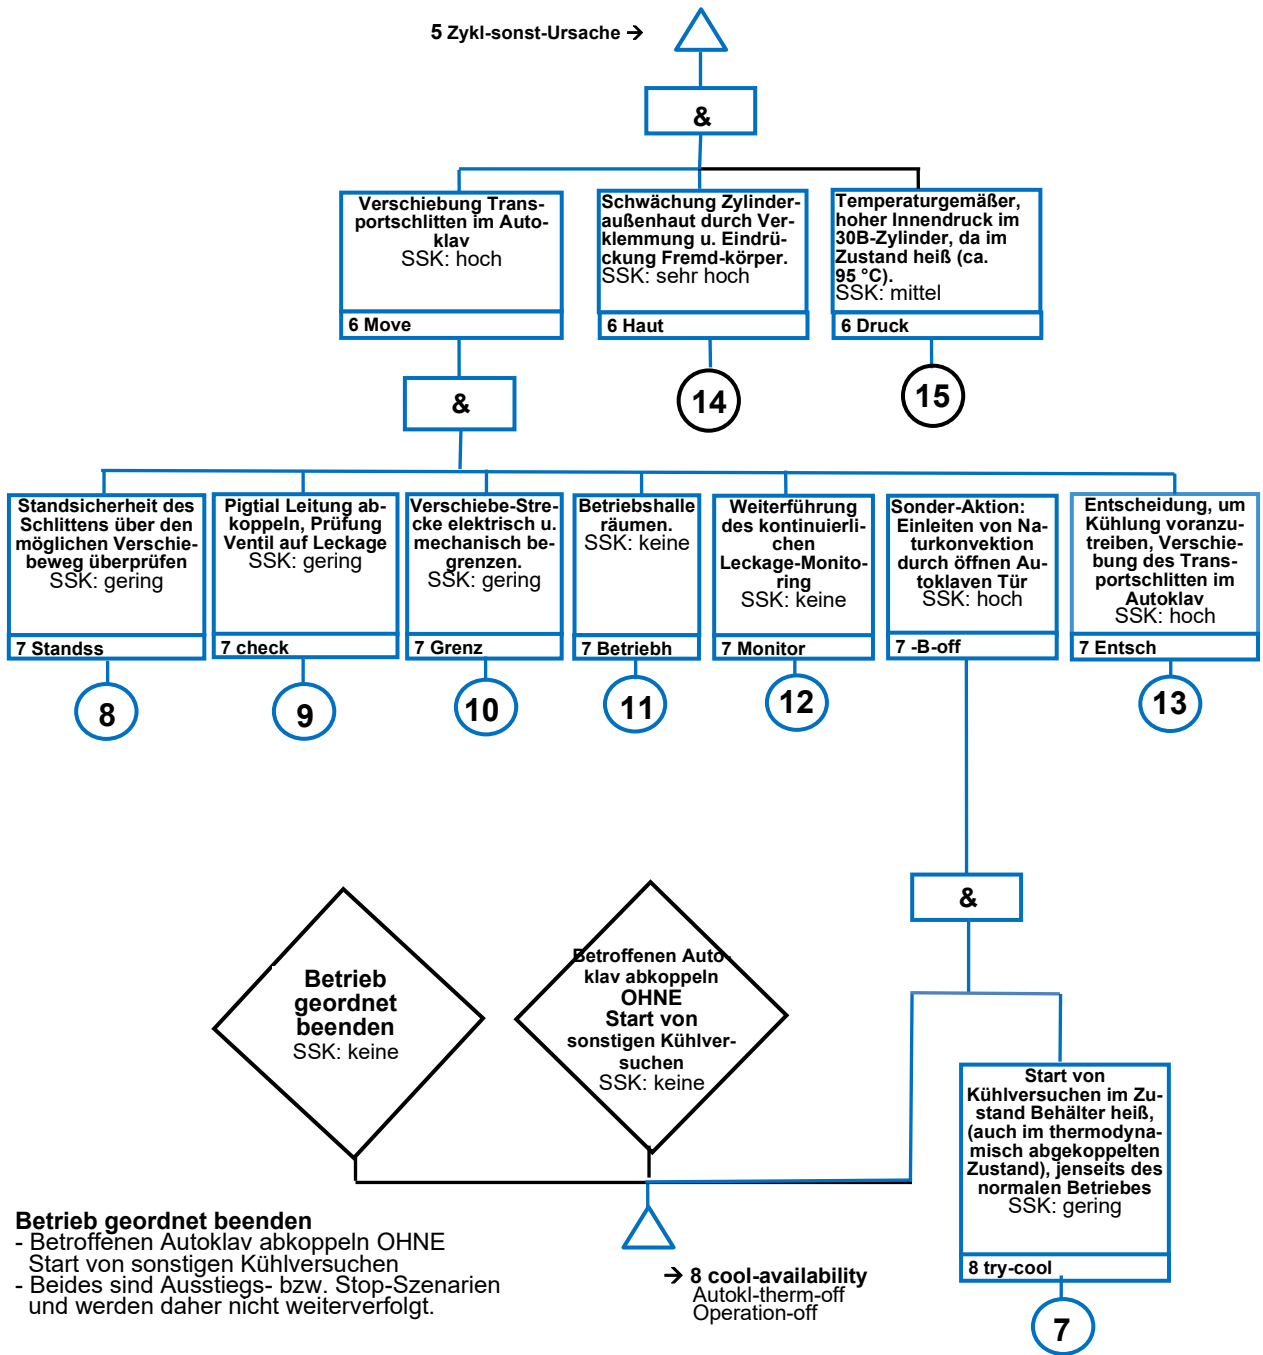 5 Zykl-sonst-Ursache →
&
Verschiebung Trans-
portschlitten im Auto-
klav
SSK: hoch
6 Move
Schwächung Zylinder-
außenhaut durch Ver-
klemmung u. Eindrü-
ckung Fremd-körper.
SSK: sehr hoch
6 Haut
Temperaturgemäßer,
hoher Innendruck im
30B-Zylinder, da im
Zustand heiß (ca.
95 °C).
SSK: mittel
6 Druck
14
15
&
Standsicherheit des
Schlittens über den
möglichen Verschie-
beweg überprüfen
SSK: gering
7 Standss
8
Pigtial Leitung ab-
koppeln, Prüfung
Ventil auf Leckage
SSK: gering
7 check
9
Verschiebe-Stre-
cke elektrisch u.
mechanisch be-
grenzen.
SSK: gering
7 Grenz
10
Betriebshalle
räumen.
SSK: keine
7 Betriebh
11
Weiterführung
des kontinuierli-
chen
Leckage-Monito-
ring
SSK: keine
7 Monitor
12
Sonder-Aktion:
Einleiten von Na-
turkonvektion
durch öffnen Au-
toklaven Tür
SSK: hoch
7 -B-off
Entscheidung, um
Kühlung voranzu-
treiben, Verschie-
bung des Trans-
portschlitten im
Autoklav
SSK: hoch
7 Entsch
13
&
Betrieb
geordnet
beenden
SSK: keine
Betroffenen Auto-
klav abkoppeln
OHNE
Start von
sonstigen Kühlver-
suchen
SSK: keine
Start von
Kühlversuchen im Zu-
stand Behälter heiß,
(auch im thermodyna-
misch abgekoppelten
Zustand), jenseits des
normalen Betriebes
SSK: gering
8 try-cool
7
Betrieb geordnet beenden
- Betroffenen Autoklav abkoppeln OHNE
Start von sonstigen Kühlversuchen
- Beides sind Ausstiegs- bzw. Stop-Szenarien
und werden daher nicht weiterverfolgt.
→ 8 cool-availability
Autokl-therm-off
Operation-off